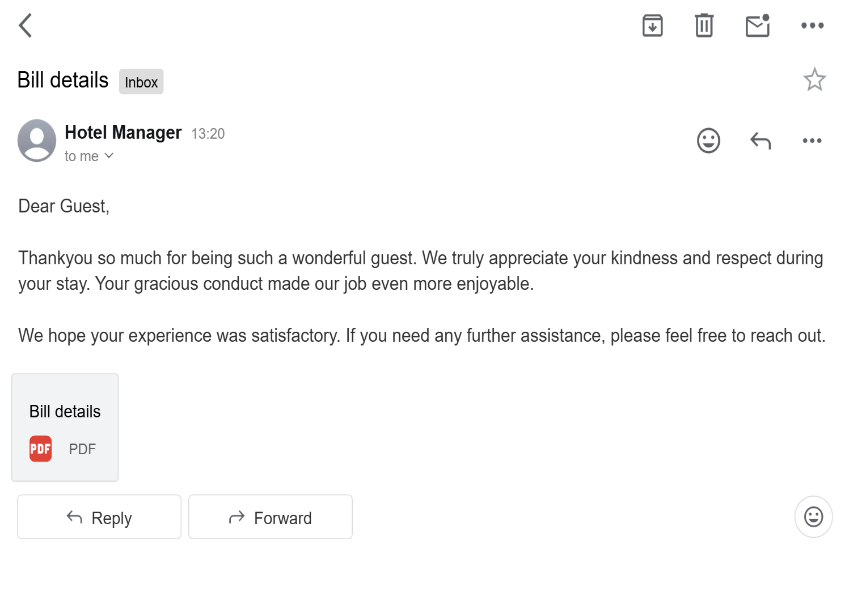 Bill details Inbox
Hotel Manager 13:20
to me
Dear Guest,
Thankyou so much for being such a wonderful guest. We truly appreciate your kindness and respect during
your stay. Your gracious conduct made our job even more enjoyable.
We hope your experience was satisfactory. If you need any further assistance, please feel free to reach out.
Bill details
PDF PDF
Reply Forward